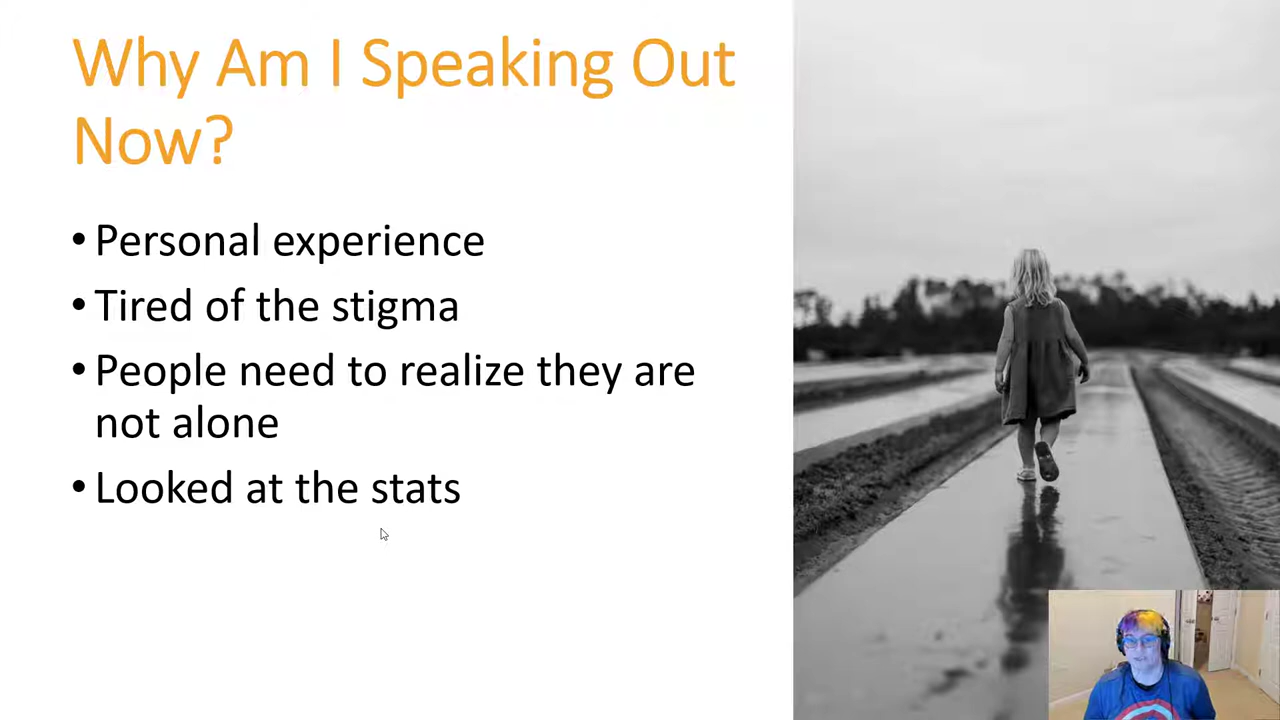 Why Am I Speaking Out
Now?
• Personal experience
• Tired of the stigma
• People need to realize they are
not alone
• Looked at the stats